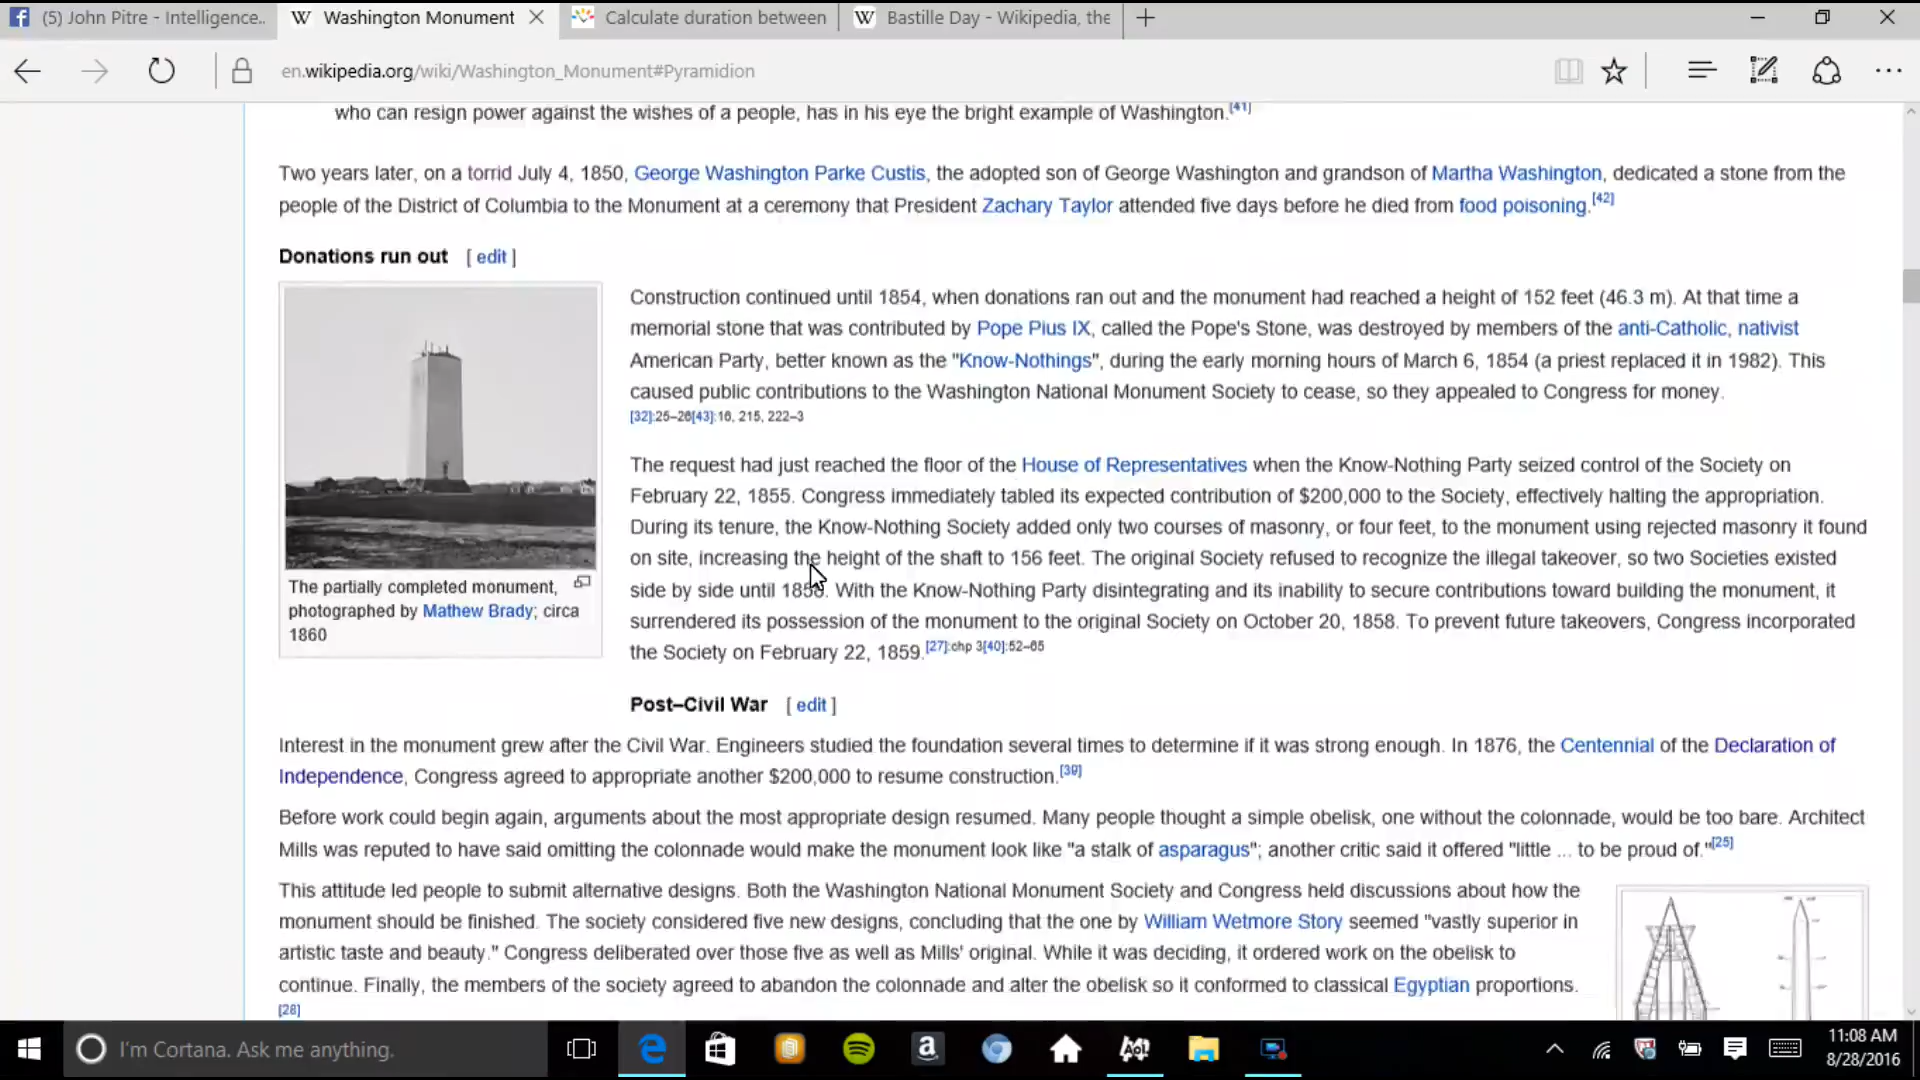 (5) John Pitre - Intelligence..
Washington Monument
Calculate duration between
Bastille Day - Wikipedia, the
en.wikipedia.org/wiki/Washington_Monument#Pyramidion
who can resign power against the wishes of a people, has in his eye the bright example of Washington.[41]
Two years later, on a torrid July 4, 1850, George Washington Parke Custis, the adopted son of George Washington and grandson of Martha Washington, dedicated a stone from the
people of the District of Columbia to the Monument at a ceremony that President Zachary Taylor attended five days before he died from food poisoning.[42]
Donations run out [ edit ]
Construction continued until 1854, when donations ran out and the monument had reached a height of 152 feet (46.3 m). At that time a
memorial stone that was contributed by Pope Pius IX, called the Pope's Stone, was destroyed by members of the anti-Catholic, nativist
American Party, better known as the "Know-Nothings", during the early morning hours of March 6, 1854 (a priest replaced it in 1982). This
caused public contributions to the Washington National Monument Society to cease, so they appealed to Congress for money.
[32]:25–26[43]:16, 215, 222–3
The request had just reached the floor of the House of Representatives when the Know-Nothing Party seized control of the Society on
February 22, 1855. Congress immediately tabled its expected contribution of $200,000 to the Society, effectively halting the appropriation.
During its tenure, the Know-Nothing Society added only two courses of masonry, or four feet, to the monument using rejected masonry it found
on site, increasing the height of the shaft to 156 feet. The original Society refused to recognize the illegal takeover, so two Societies existed
side by side until 1858. With the Know-Nothing Party disintegrating and its inability to secure contributions toward building the monument, it
surrendered its possession of the monument to the original Society on October 20, 1858. To prevent future takeovers, Congress incorporated
the Society on February 22, 1859.[27]:chp 3[40]:52–65
The partially completed monument,
photographed by Mathew Brady; circa
1860
Post–Civil War [ edit ]
Interest in the monument grew after the Civil War. Engineers studied the foundation several times to determine if it was strong enough. In 1876, the Centennial of the Declaration of
Independence, Congress agreed to appropriate another $200,000 to resume construction.[39]
Before work could begin again, arguments about the most appropriate design resumed. Many people thought a simple obelisk, one without the colonnade, would be too bare. Architect
Mills was reputed to have said omitting the colonnade would make the monument look like "a stalk of asparagus"; another critic said it offered "little ... to be proud of."[25]
This attitude led people to submit alternative designs. Both the Washington National Monument Society and Congress held discussions about how the
monument should be finished. The society considered five new designs, concluding that the one by William Wetmore Story seemed "vastly superior in
artistic taste and beauty." Congress deliberated over those five as well as Mills' original. While it was deciding, it ordered work on the obelisk to
continue. Finally, the members of the society agreed to abandon the colonnade and alter the obelisk so it conformed to classical Egyptian proportions.
[28]
I'm Cortana. Ask me anything.
11:08 AM
8/28/2016